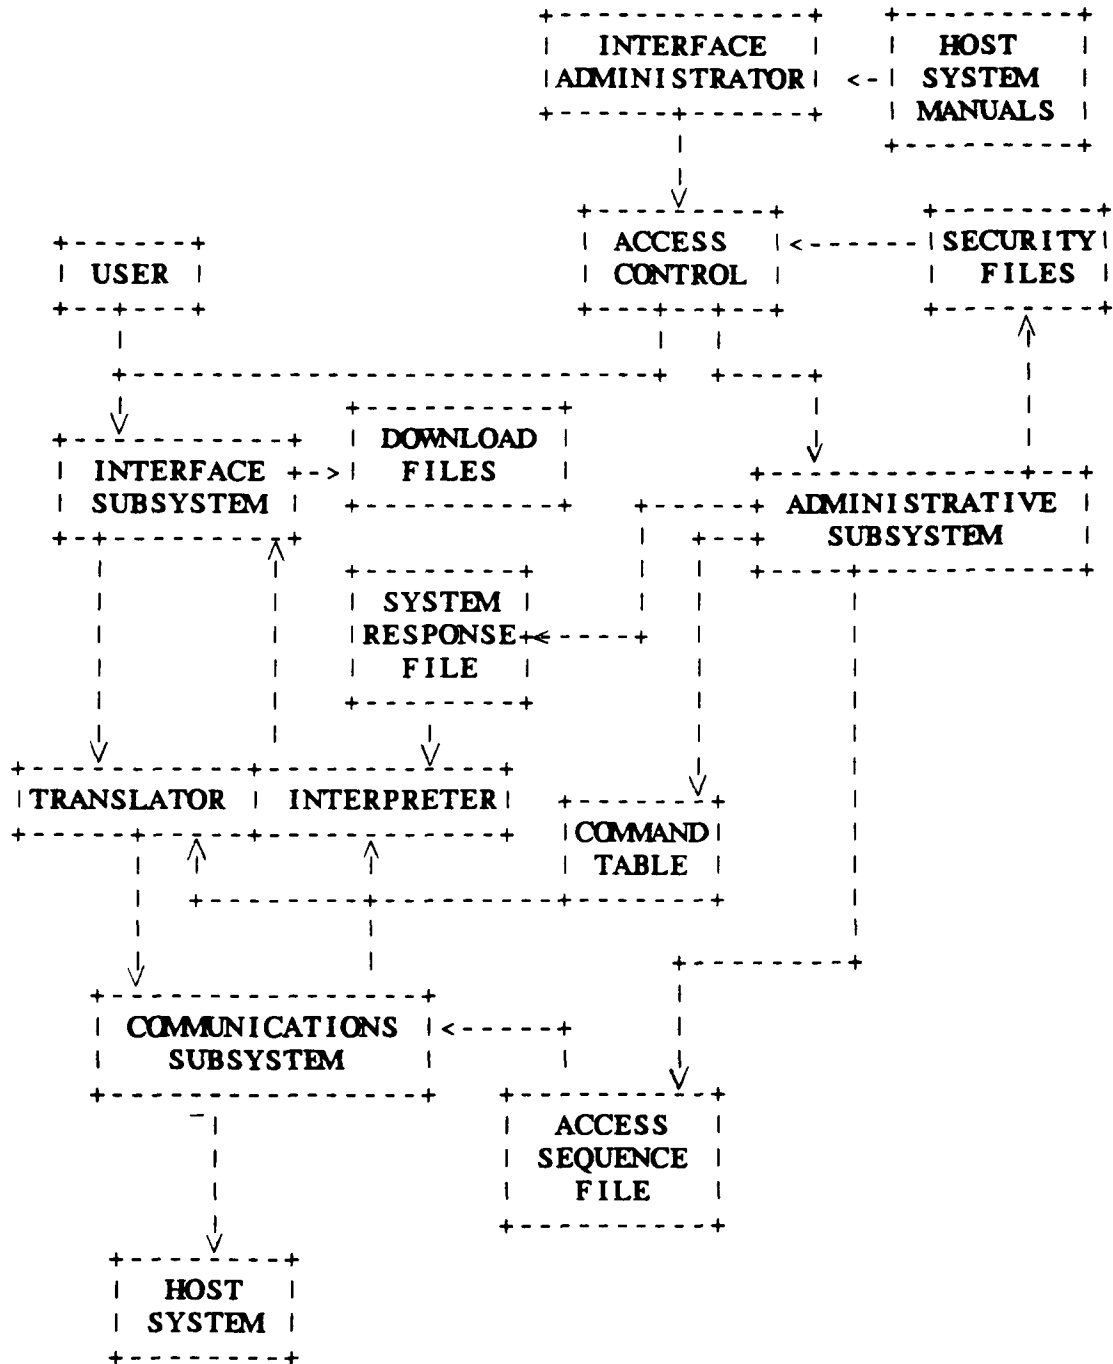 INTERFACE
ADMINISTRATOR
HOST
SYSTEM
MANUALS
ACCESS
CONTROL
SECURITY
FILES
USER
DOWNLOAD
FILES
INTERFACE
SUBSYSTEM
ADMINISTRATIVE
SUBSYSTEM
SYSTEM
RESPONSE
FILE
TRANSLATOR
INTERPRETER
COMMAND
TABLE
COMMUNICATIONS
SUBSYSTEM
ACCESS
SEQUENCE
FILE
HOST
SYSTEM